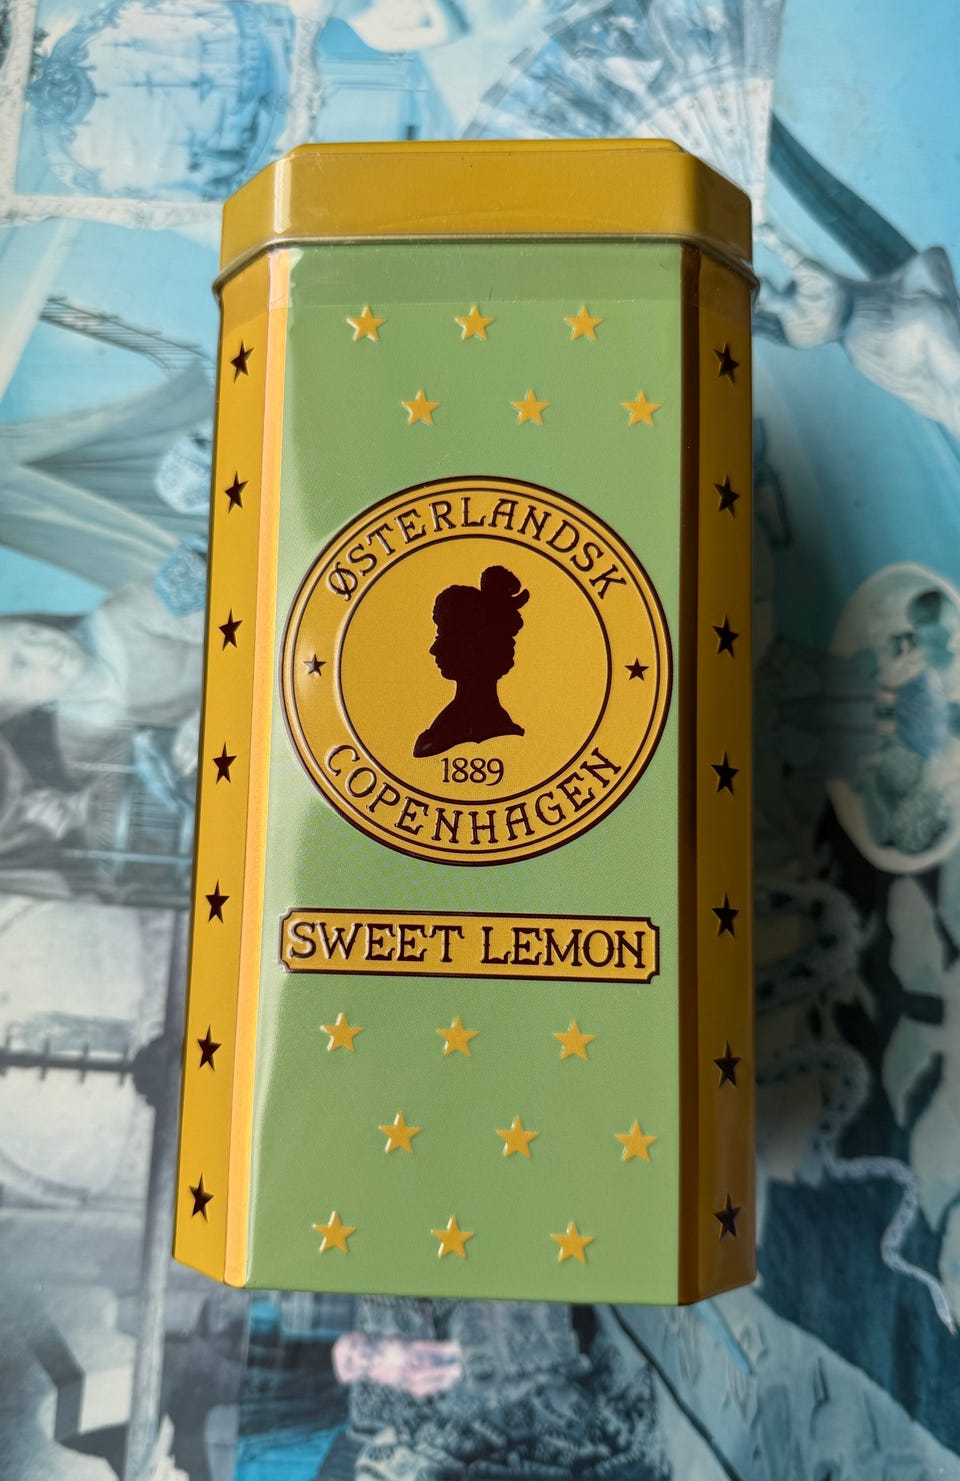 ØSTERLANDSK
1889
COPENHAGEN
SWEET LEMON